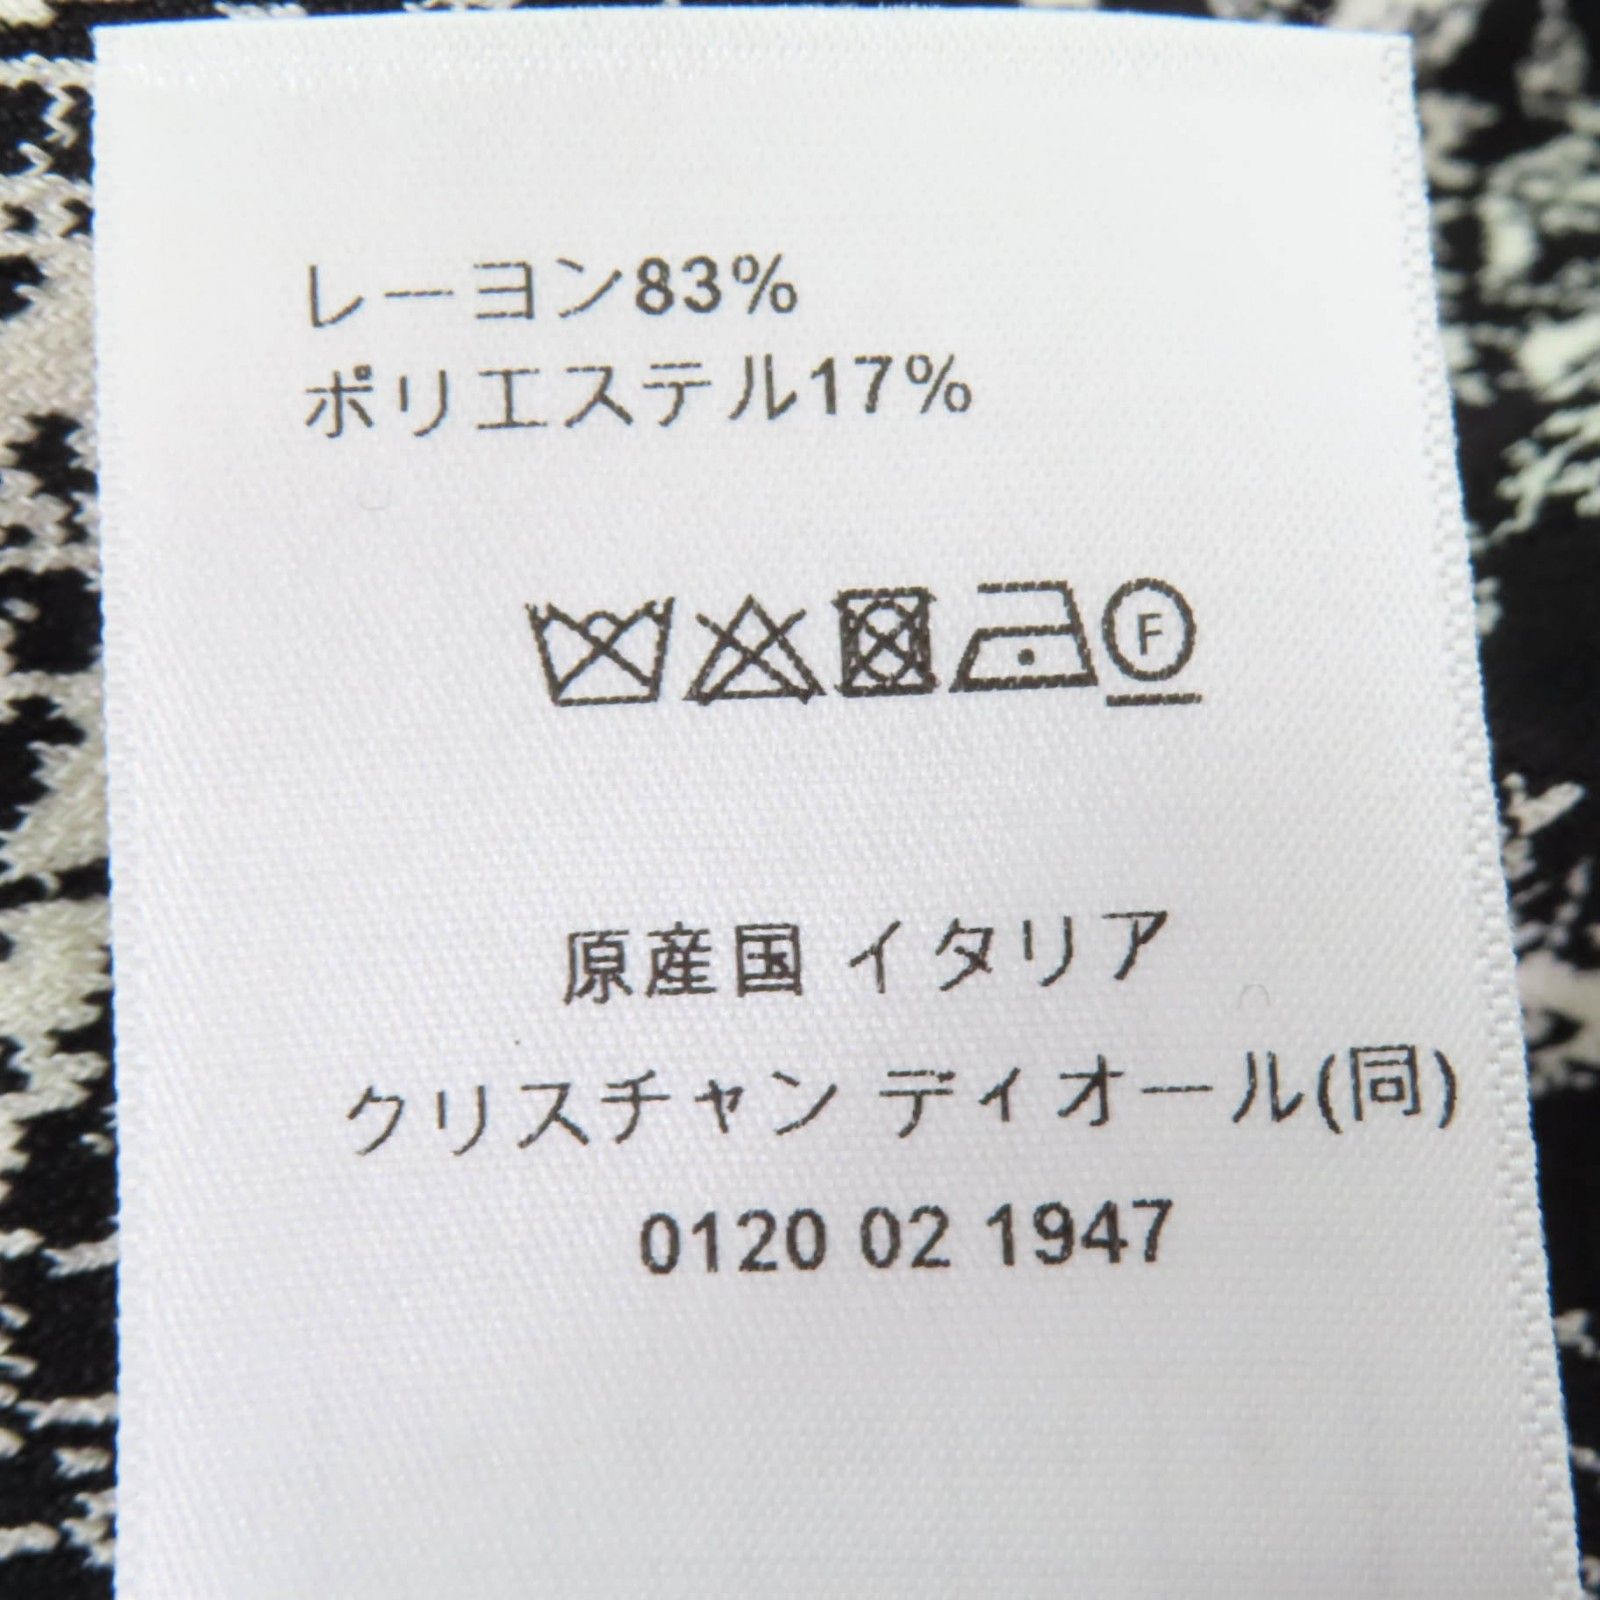 レーヨン83%
ポリエステル17%
F
原産国 イタリア
クリスチャン ディオール(同)
0120 02 1947